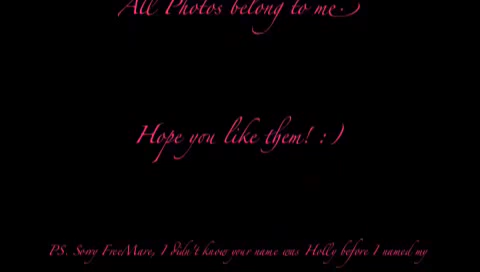 All Photos belong to me.
Hope you like them! : )
PS. Sorry FreeMare, I didn't know your name was Holly before I named my